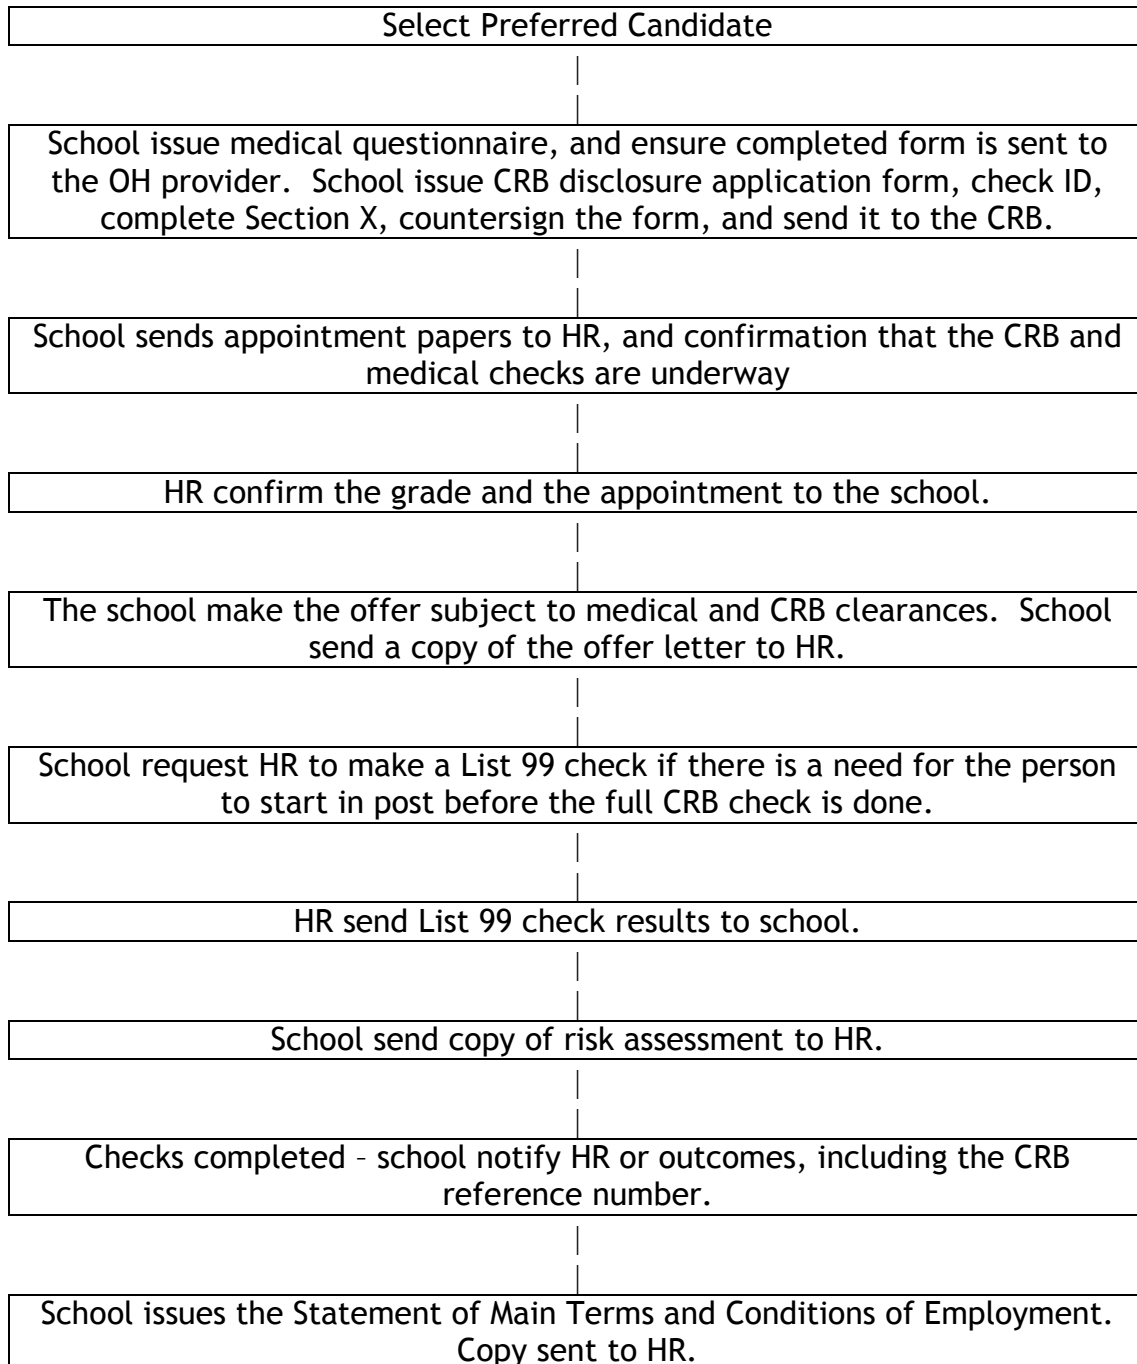 Select Preferred Candidate
School issue medical questionnaire, and ensure completed form is sent to
the OH provider.  School issue CRB disclosure application form, check ID,
complete Section X, countersign the form, and send it to the CRB.
School sends appointment papers to HR, and confirmation that the CRB and
medical checks are underway
HR confirm the grade and the appointment to the school.
The school make the offer subject to medical and CRB clearances.  School
send a copy of the offer letter to HR.
School request HR to make a List 99 check if there is a need for the person
to start in post before the full CRB check is done.
HR send List 99 check results to school.
School send copy of risk assessment to HR.
Checks completed – school notify HR or outcomes, including the CRB
reference number.
School issues the Statement of Main Terms and Conditions of Employment.
Copy sent to HR.